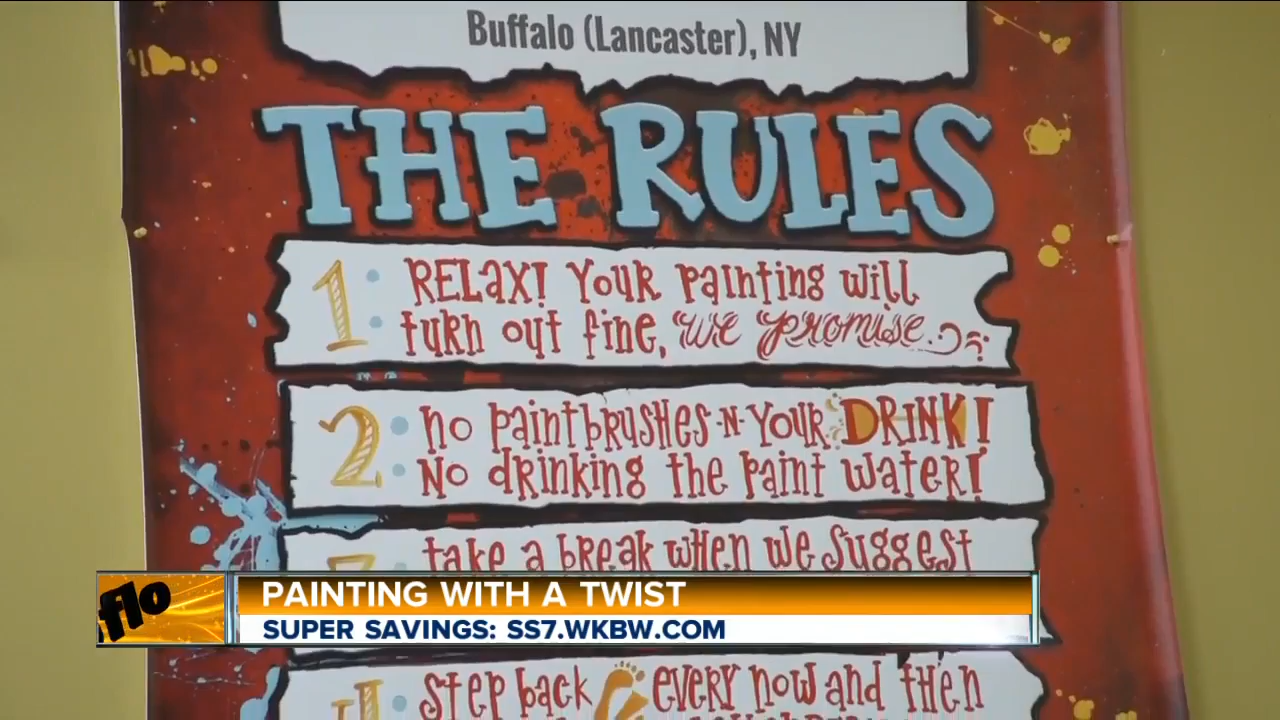 Buffalo (Lancaster), NY
THE RULES
1: RELAX! Your painting will
turn out fine, we promise.
2: no paintbrushes -N- Your DRINK!
No drinking the paint water!
take a break when we suggest
flo
PAINTING WITH A TWIST
SUPER SAVINGS: SS7.WKBW.COM
step back every now and then